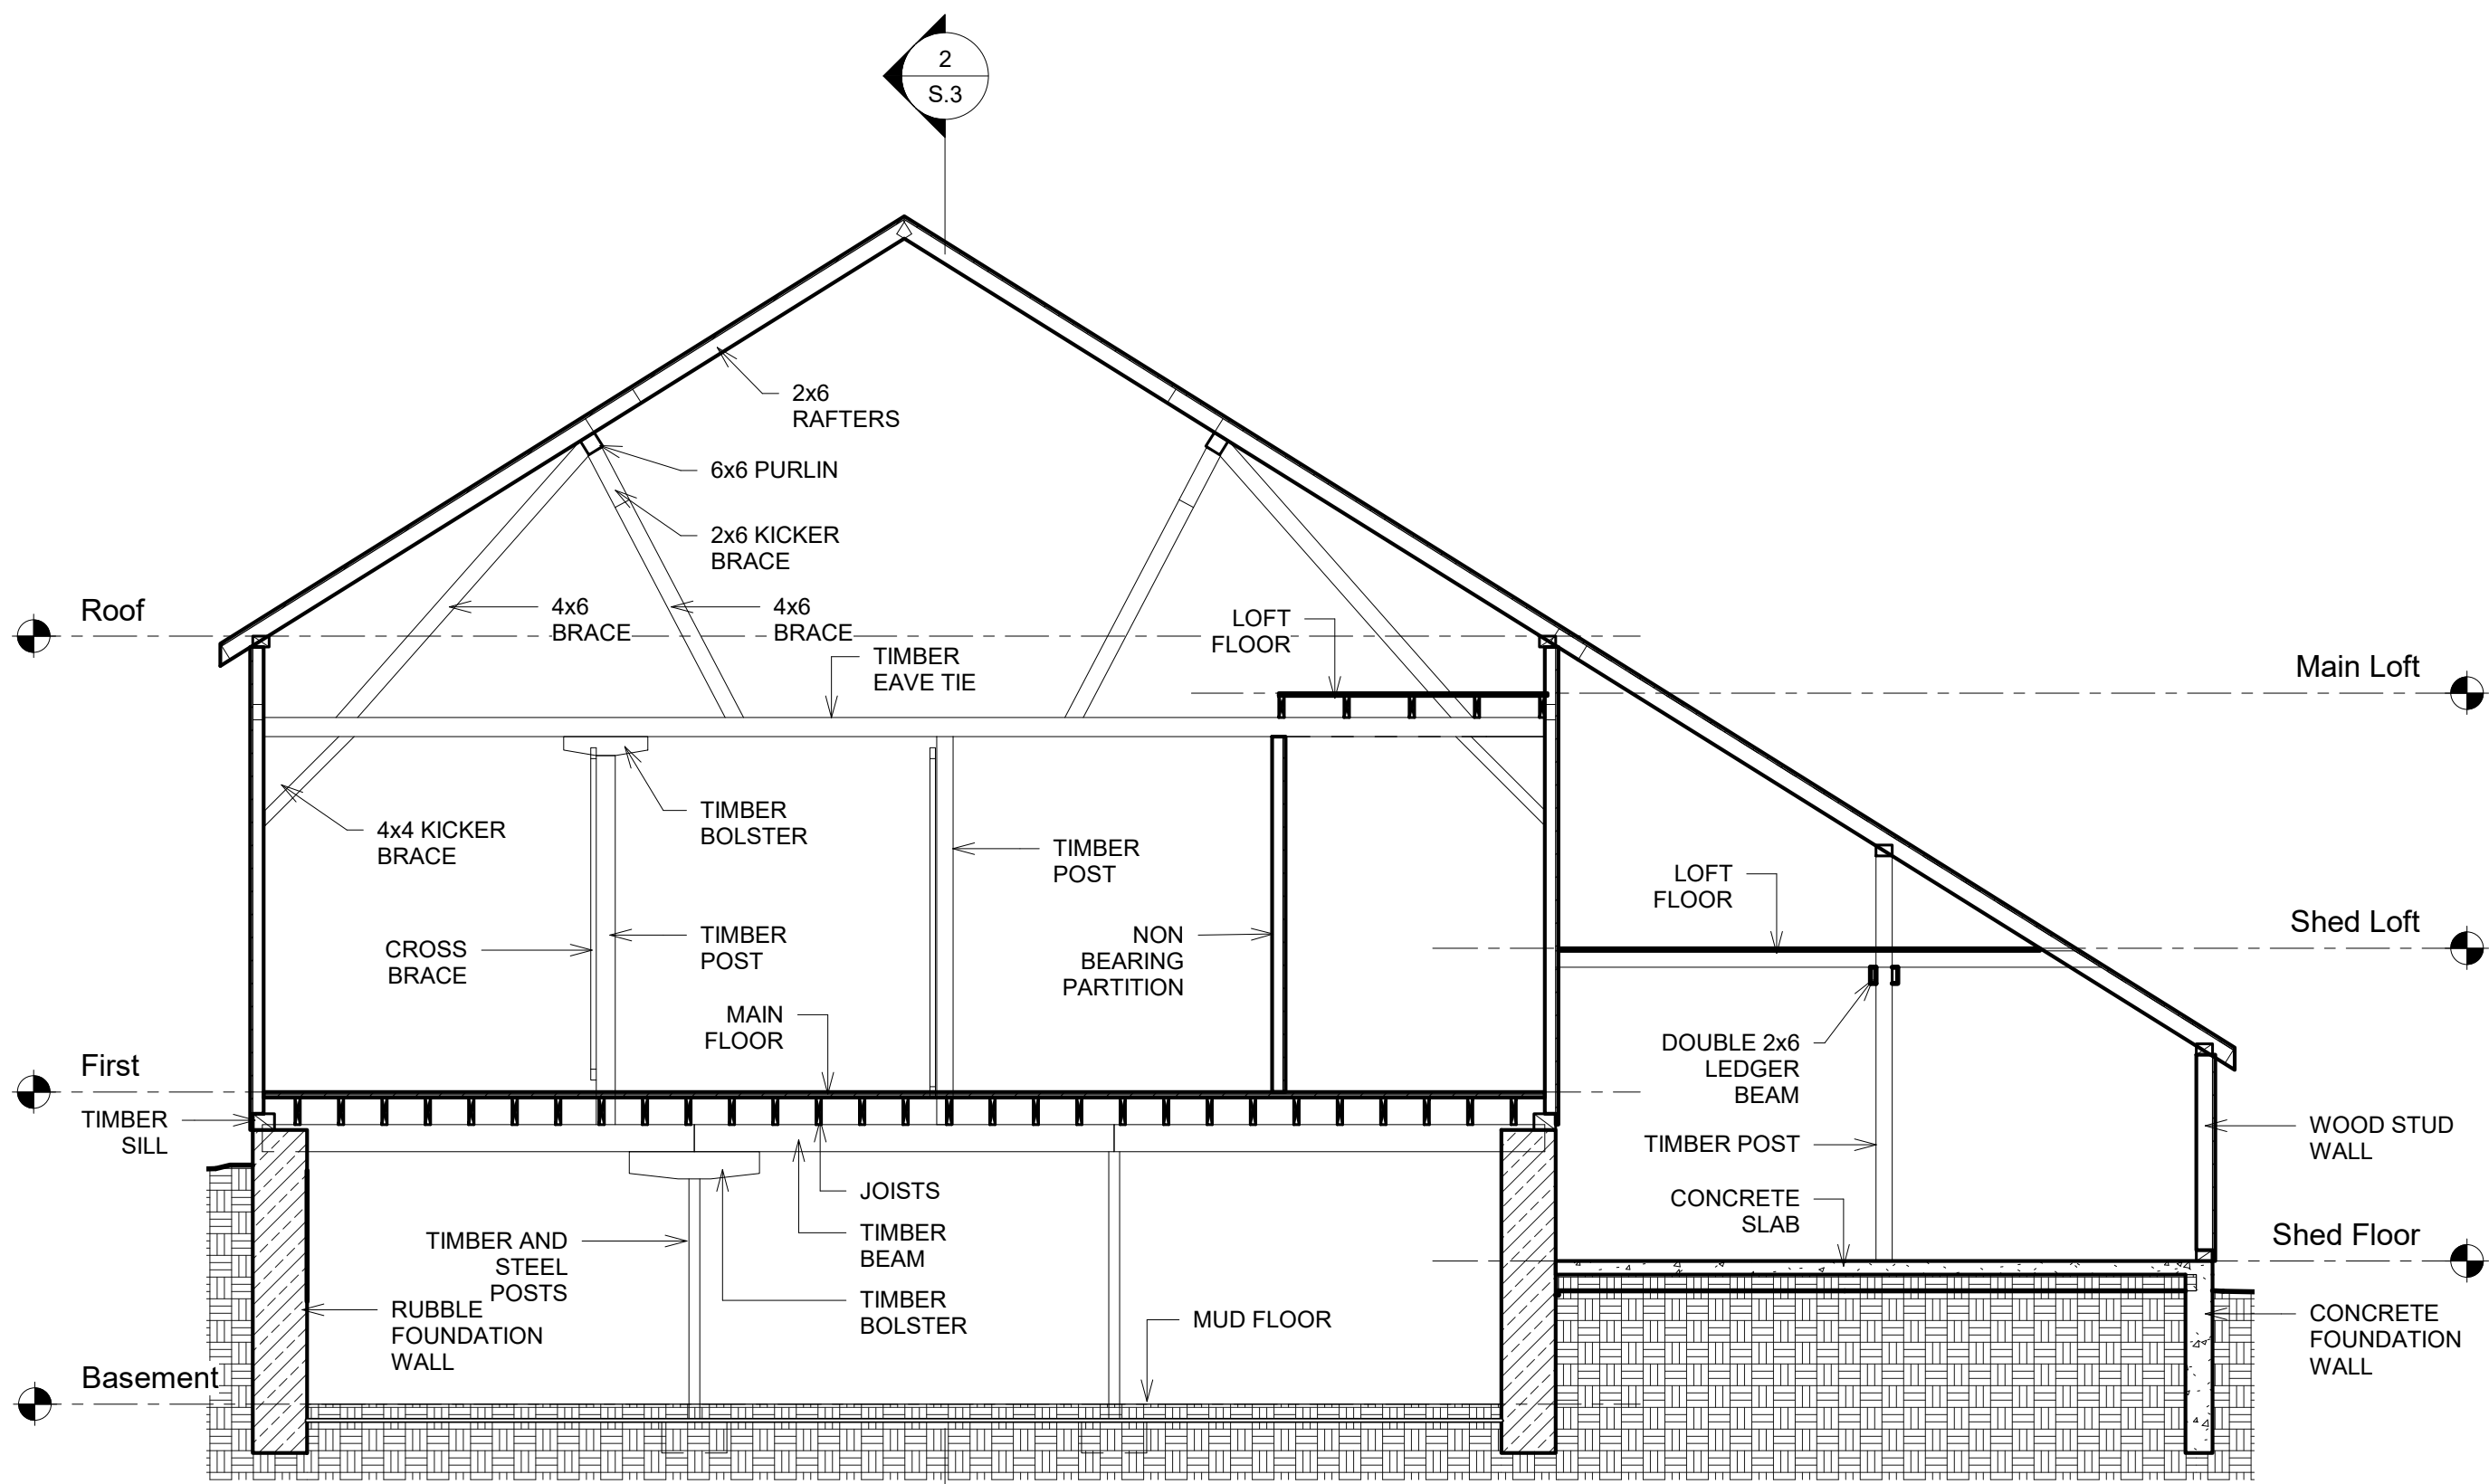 2
S.3
2x6
RAFTERS
6x6 PURLIN
2x6 KICKER
BRACE
Roof
4x6
BRACE
4x6
BRACE
LOFT
FLOOR
TIMBER
EAVE TIE
Main Loft
4x4 KICKER
BRACE
TIMBER
BOLSTER
TIMBER
POST
LOFT
FLOOR
CROSS
BRACE
TIMBER
POST
NON
BEARING
PARTITION
Shed Loft
MAIN
FLOOR
DOUBLE 2x6
LEDGER
BEAM
First
TIMBER
SILL
TIMBER POST
WOOD STUD
WALL
JOISTS
CONCRETE
SLAB
TIMBER AND
STEEL
POSTS
TIMBER
BEAM
Shed Floor
RUBBLE
FOUNDATION
WALL
TIMBER
BOLSTER
MUD FLOOR
CONCRETE
FOUNDATION
WALL
Basement